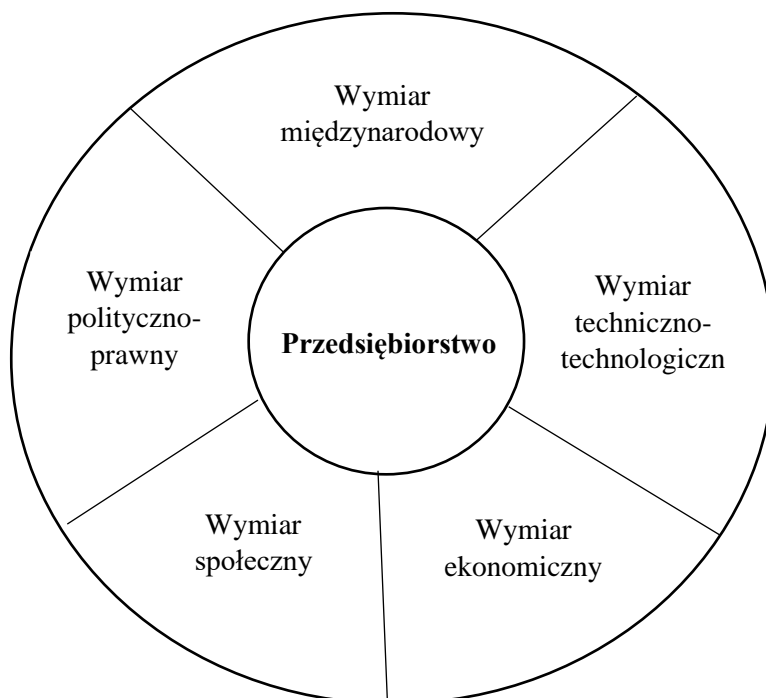 Wymiar
międzynarodowy
Wymiar
polityczno-
prawny
Przedsiębiorstwo
Wymiar
techniczno-
technologiczn
Wymiar
społeczny
Wymiar
ekonomiczny